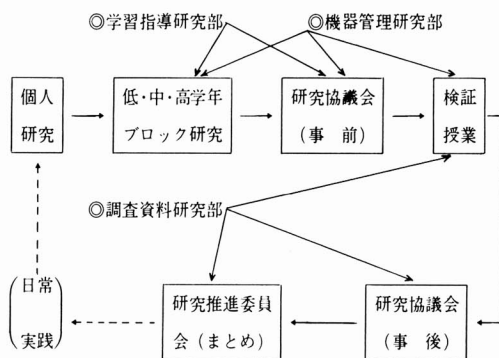 ◎学習指導研究部 ◎機器管理研究部
個人
研究
低・中・高学年
ブロック研究
研究協議会
(事 前)
検証
授業
◎調査資料研究部
(日常
実践)
研究推進委員
会(まとめ)
研究協議会
(事 後)